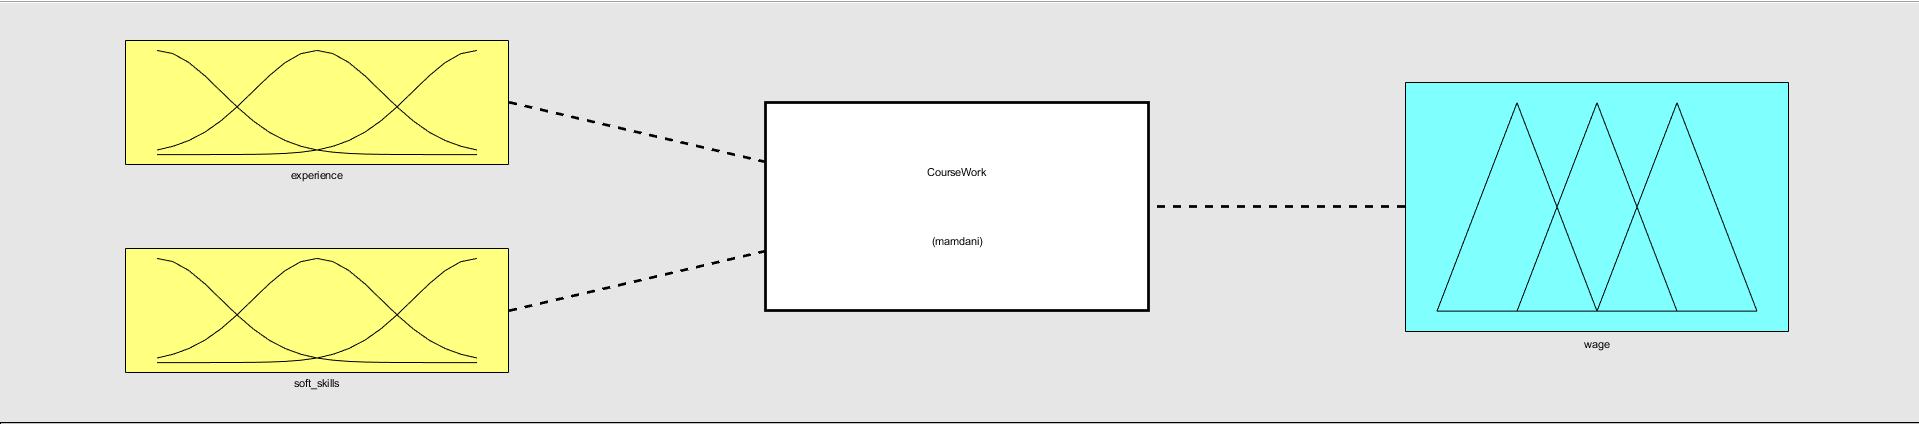 experience
soft_skills
CourseWork
(mamdani)
wage